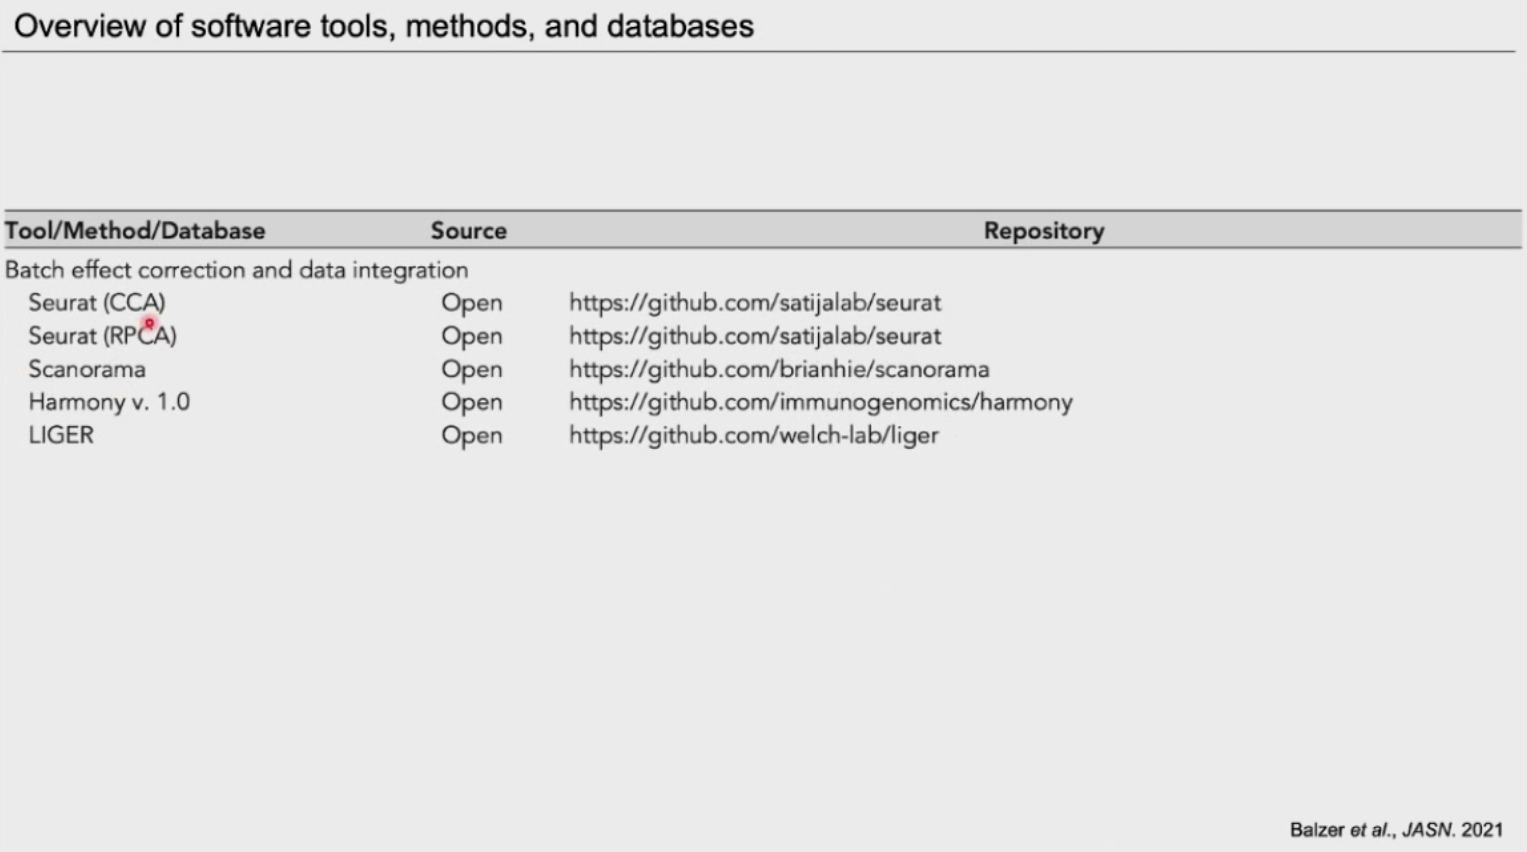 Overview of software tools, methods, and databases
Tool/Method/Database Source Repository
Batch effect correction and data integration
Seurat (CCA) Open https://github.com/satijalab/seurat
Seurat (RPCA) Open https://github.com/satijalab/seurat
Scanorama Open https://github.com/brianhie/scanorama
Harmony v. 1.0 Open https://github.com/immunogenomics/harmony
LIGER Open https://github.com/welch-lab/liger
Balzer et al., JASN. 2021